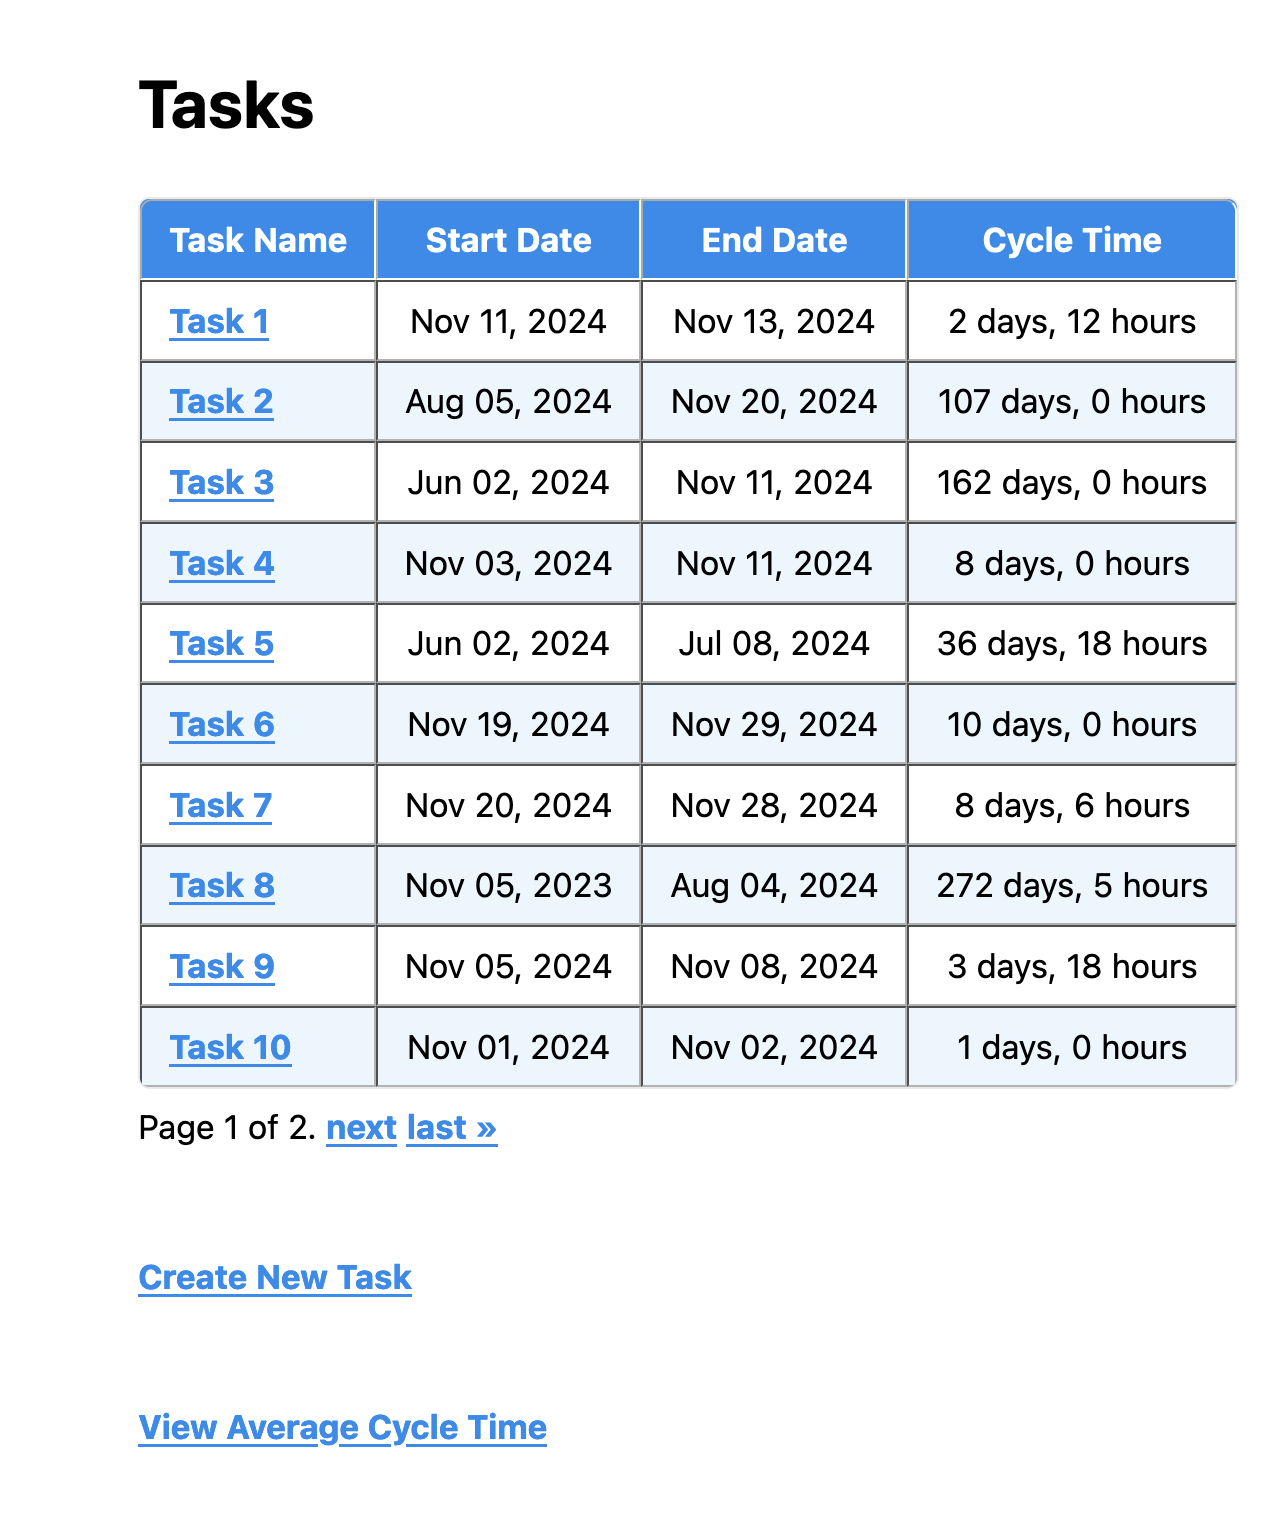 Tasks
Task Name Start Date End Date Cycle Time
Task 1 Nov 11, 2024 Nov 13, 2024 2 days, 12 hours
Task 2 Aug 05, 2024 Nov 20, 2024 107 days, 0 hours
Task 3 Jun 02, 2024 Nov 11, 2024 162 days, 0 hours
Task 4 Nov 03, 2024 Nov 11, 2024 8 days, 0 hours
Task 5 Jun 02, 2024 Jul 08, 2024 36 days, 18 hours
Task 6 Nov 19, 2024 Nov 29, 2024 10 days, 0 hours
Task 7 Nov 20, 2024 Nov 28, 2024 8 days, 6 hours
Task 8 Nov 05, 2023 Aug 04, 2024 272 days, 5 hours
Task 9 Nov 05, 2024 Nov 08, 2024 3 days, 18 hours
Task 10 Nov 01, 2024 Nov 02, 2024 1 days, 0 hours
Page 1 of 2. next last »
Create New Task
View Average Cycle Time